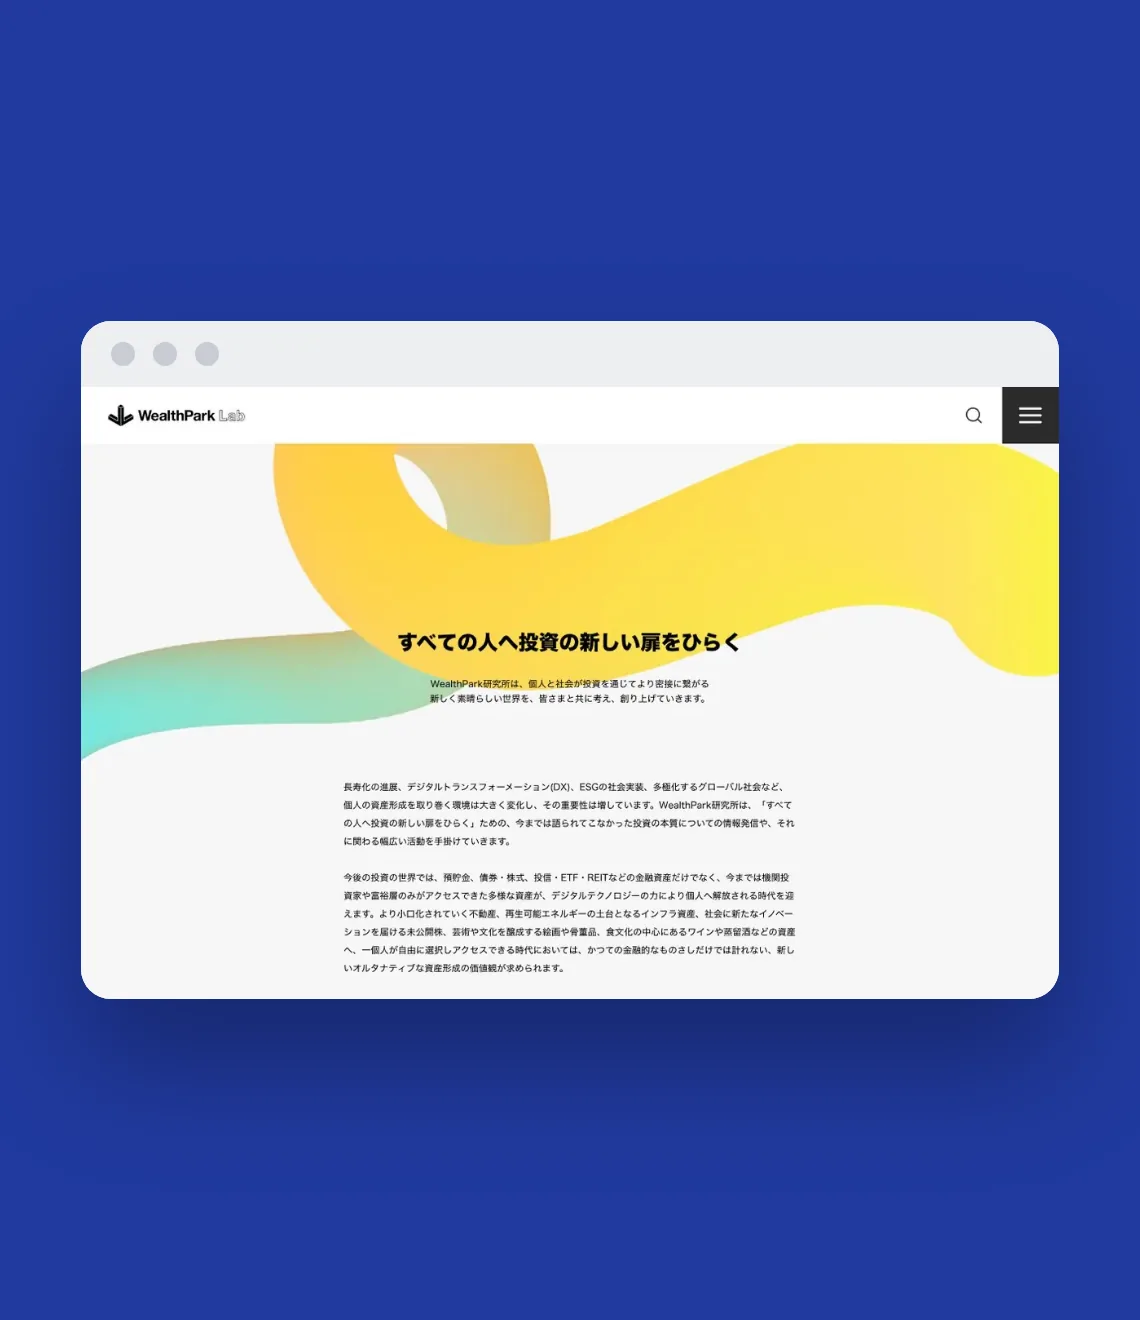 WealthPark Lab
すべての人へ投資の新しい扉をひらく
WealthPark研究所は、個人と社会が投資を通じてより密接に繋がる
新しく素晴らしい世界を、皆さまと共に考え、創り上げていきます。
長寿化の進展、デジタルトランスフォーメーション(DX)、ESGの社会実装、多極化するグローバル社会など、
個人の資産形成を取り巻く環境は大きく変化し、その重要性は増しています。WealthPark研究所は、「すべて
の人へ投資の新しい扉をひらく」ための、今までは語られてこなかった投資の本質についての情報発信や、それ
に関わる幅広い活動を手掛けていきます。
今後の投資の世界では、預貯金、債券・株式、投信・ETF・REITなどの金融資産だけでなく、今までは機関投
資家や富裕層のみがアクセスできた多様な資産が、デジタルテクノロジーの力により個人へ解放される時代を迎
えます。より小口化されていく不動産、再生可能エネルギーの土台となるインフラ資産、社会に新たなイノベー
ションを届ける未公開株、芸術や文化を醸成する絵画や骨董品、食文化の中心にあるワインや蒸留酒などの資産
へ、一個人が自由に選択しアクセスできる時代においては、かつての金融的なものさしだけでは計れない、新し
いオルタナティブな資産形成の価値観が求められます。